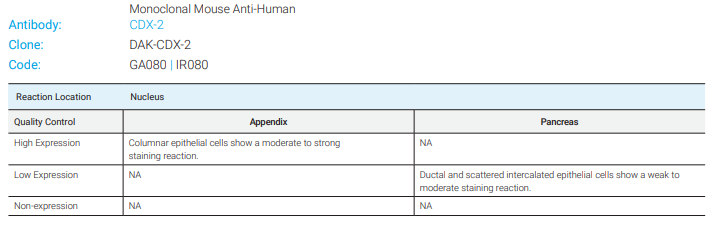 Monoclonal Mouse Anti-Human
Antibody: CDX-2
Clone: DAK-CDX-2
Code: GA080 | IR080
Reaction Location Nucleus
Quality Control Appendix Pancreas
High Expression Columnar epithelial cells show a moderate to strong NA
staining reaction.
Low Expression NA Ductal and scattered intercalated epithelial cells show a weak to
moderate staining reaction.
Non-expression NA NA